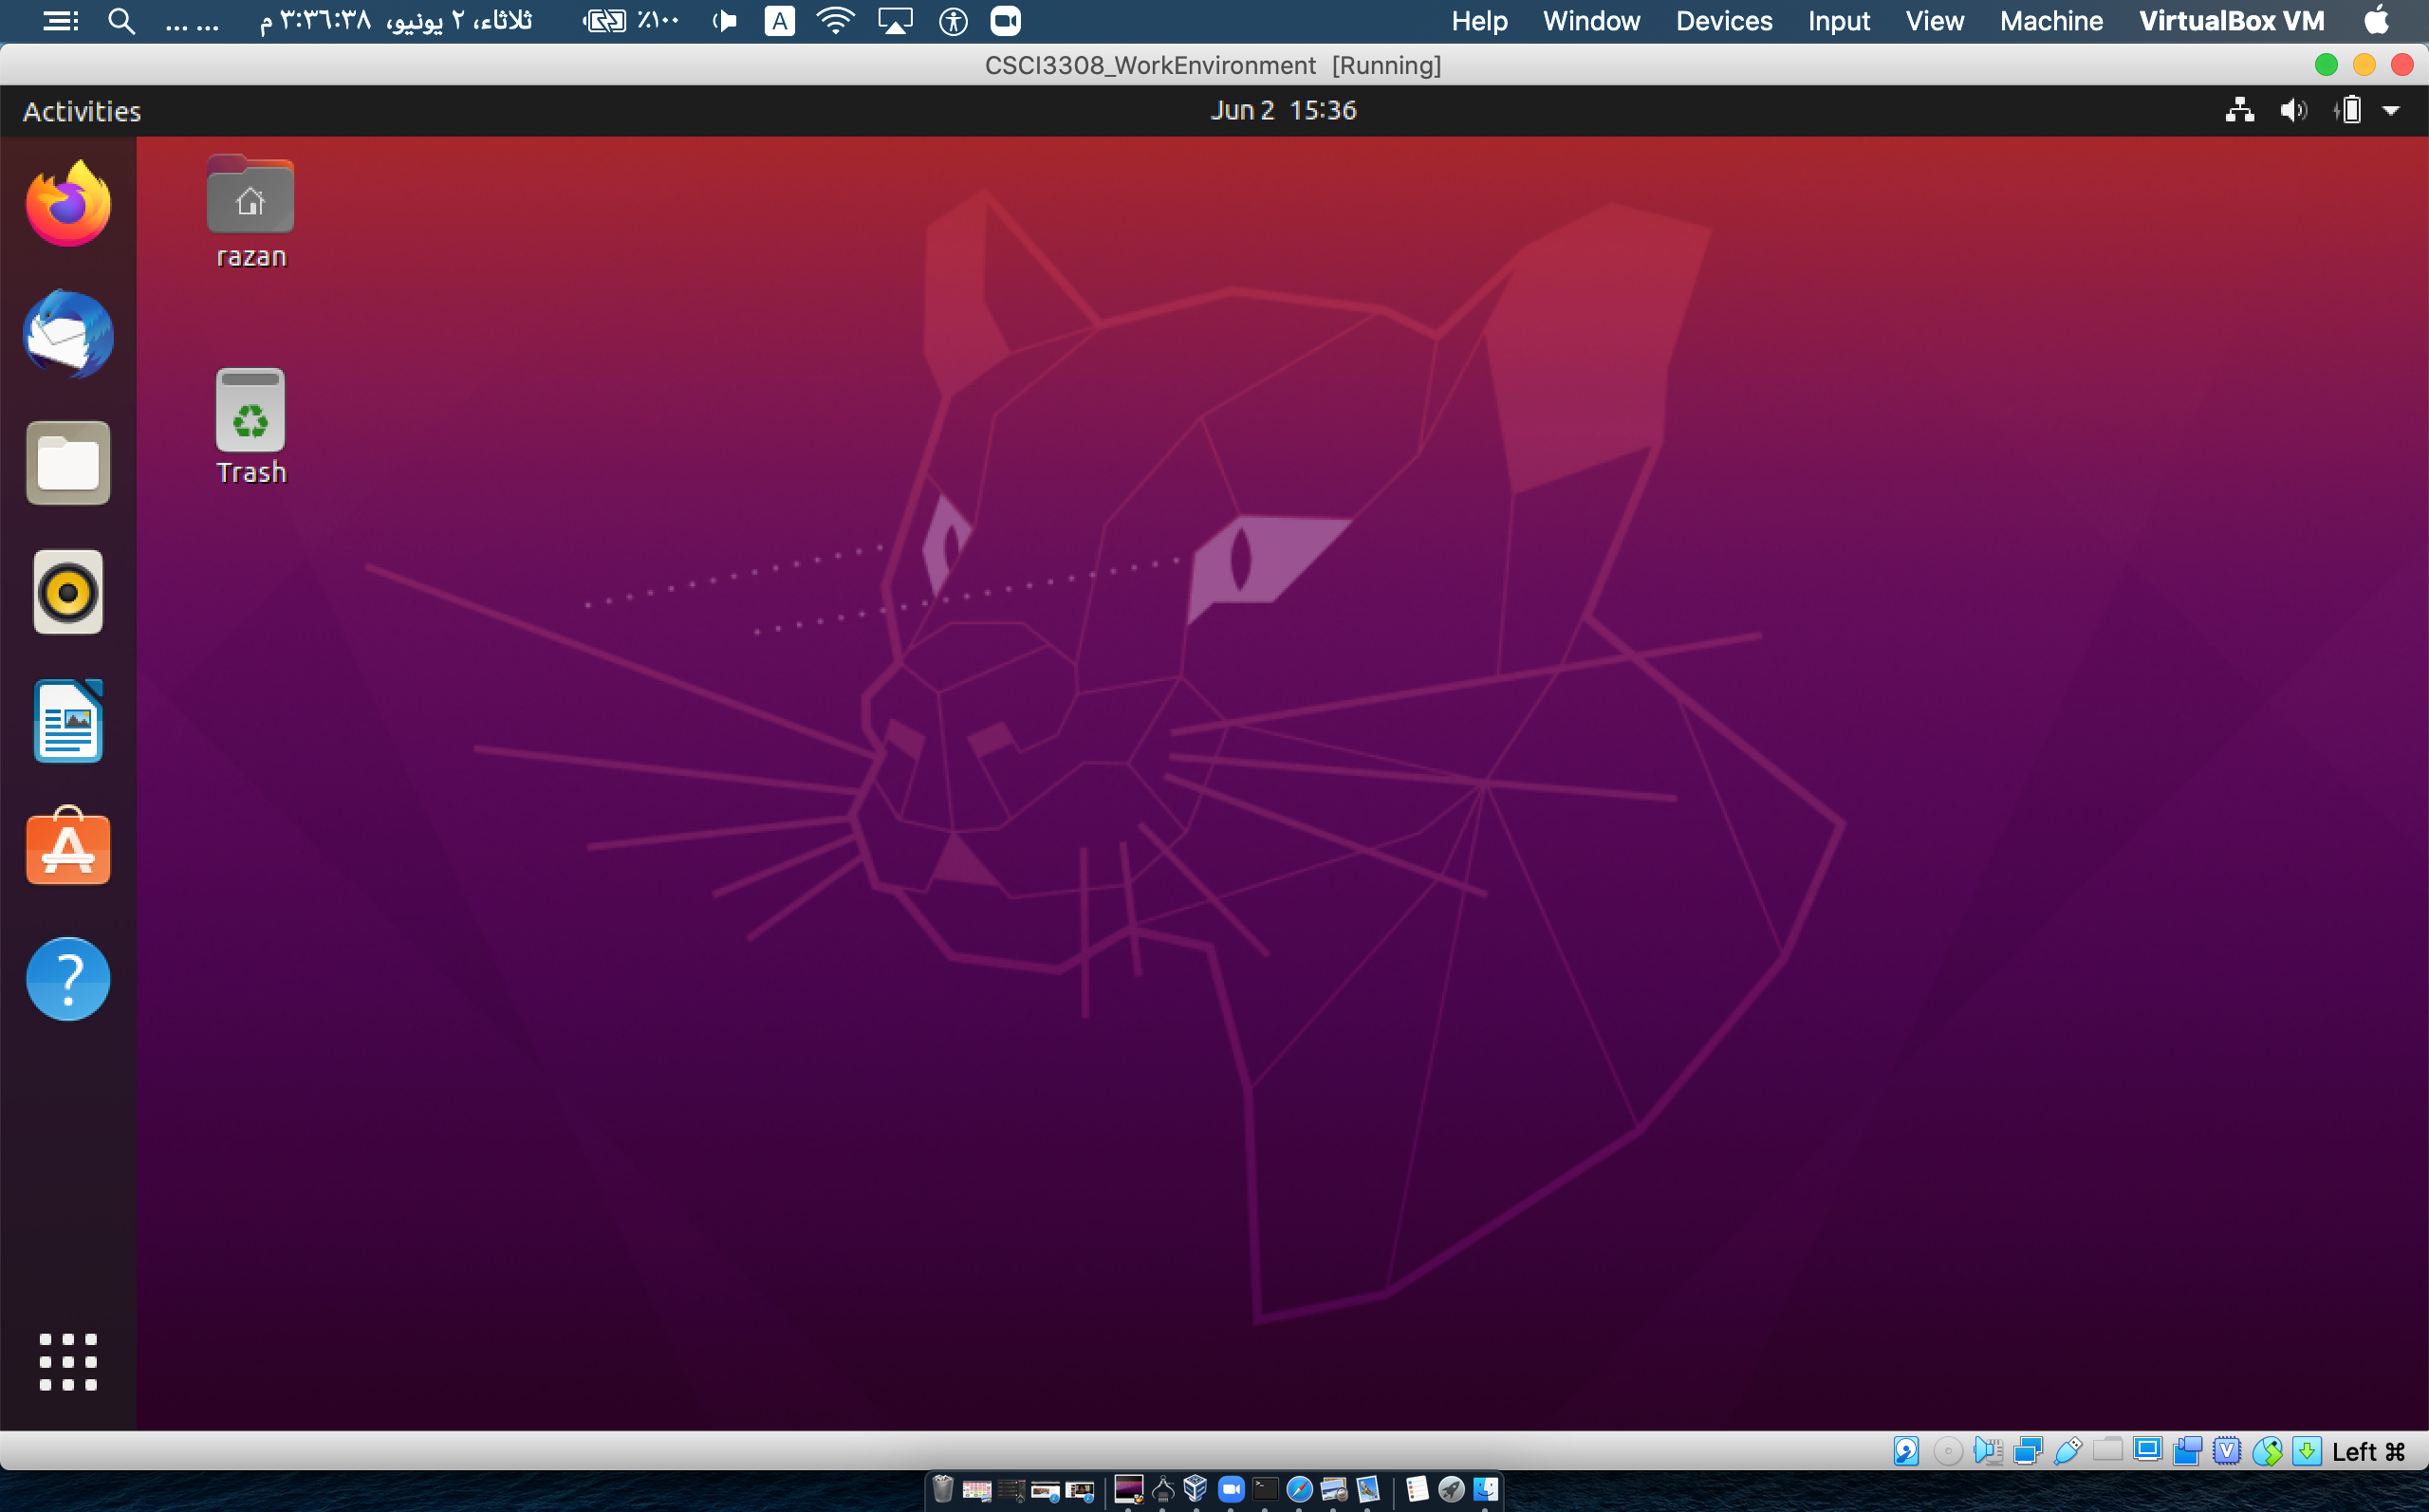 VirtualBox VM Machine View Input Devices Window Help A ٪١٠٠ ثلاثاء، ٢ يونيو، ٣:٣٦:٣٨ م ... ...
CSCI3308_WorkEnvironment [Running]
Activities Jun 2 15:36
razan
Trash
Left ⌘